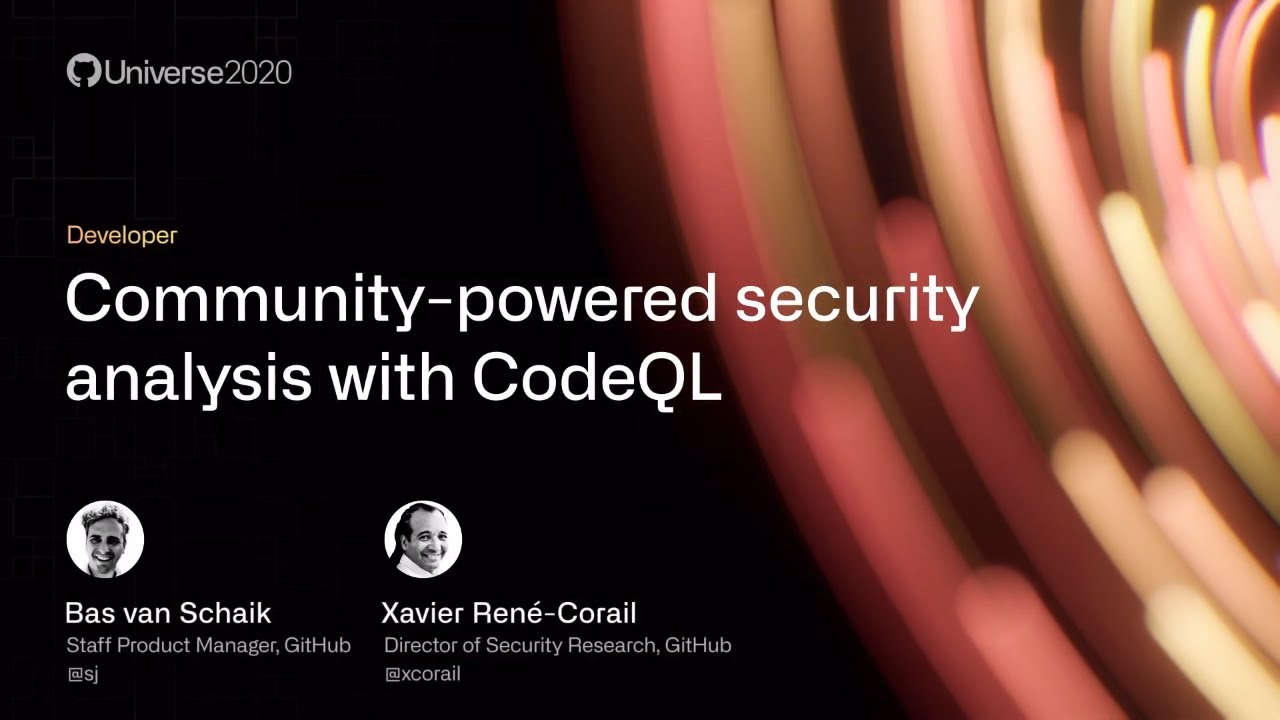 Universe2020
Developer
Community-powered security
analysis with CodeQL
Bas van Schaik
Xavier René-Corail
Staff Product Manager, GitHub
Director of Security Research, GitHub
@sj
@xcorail